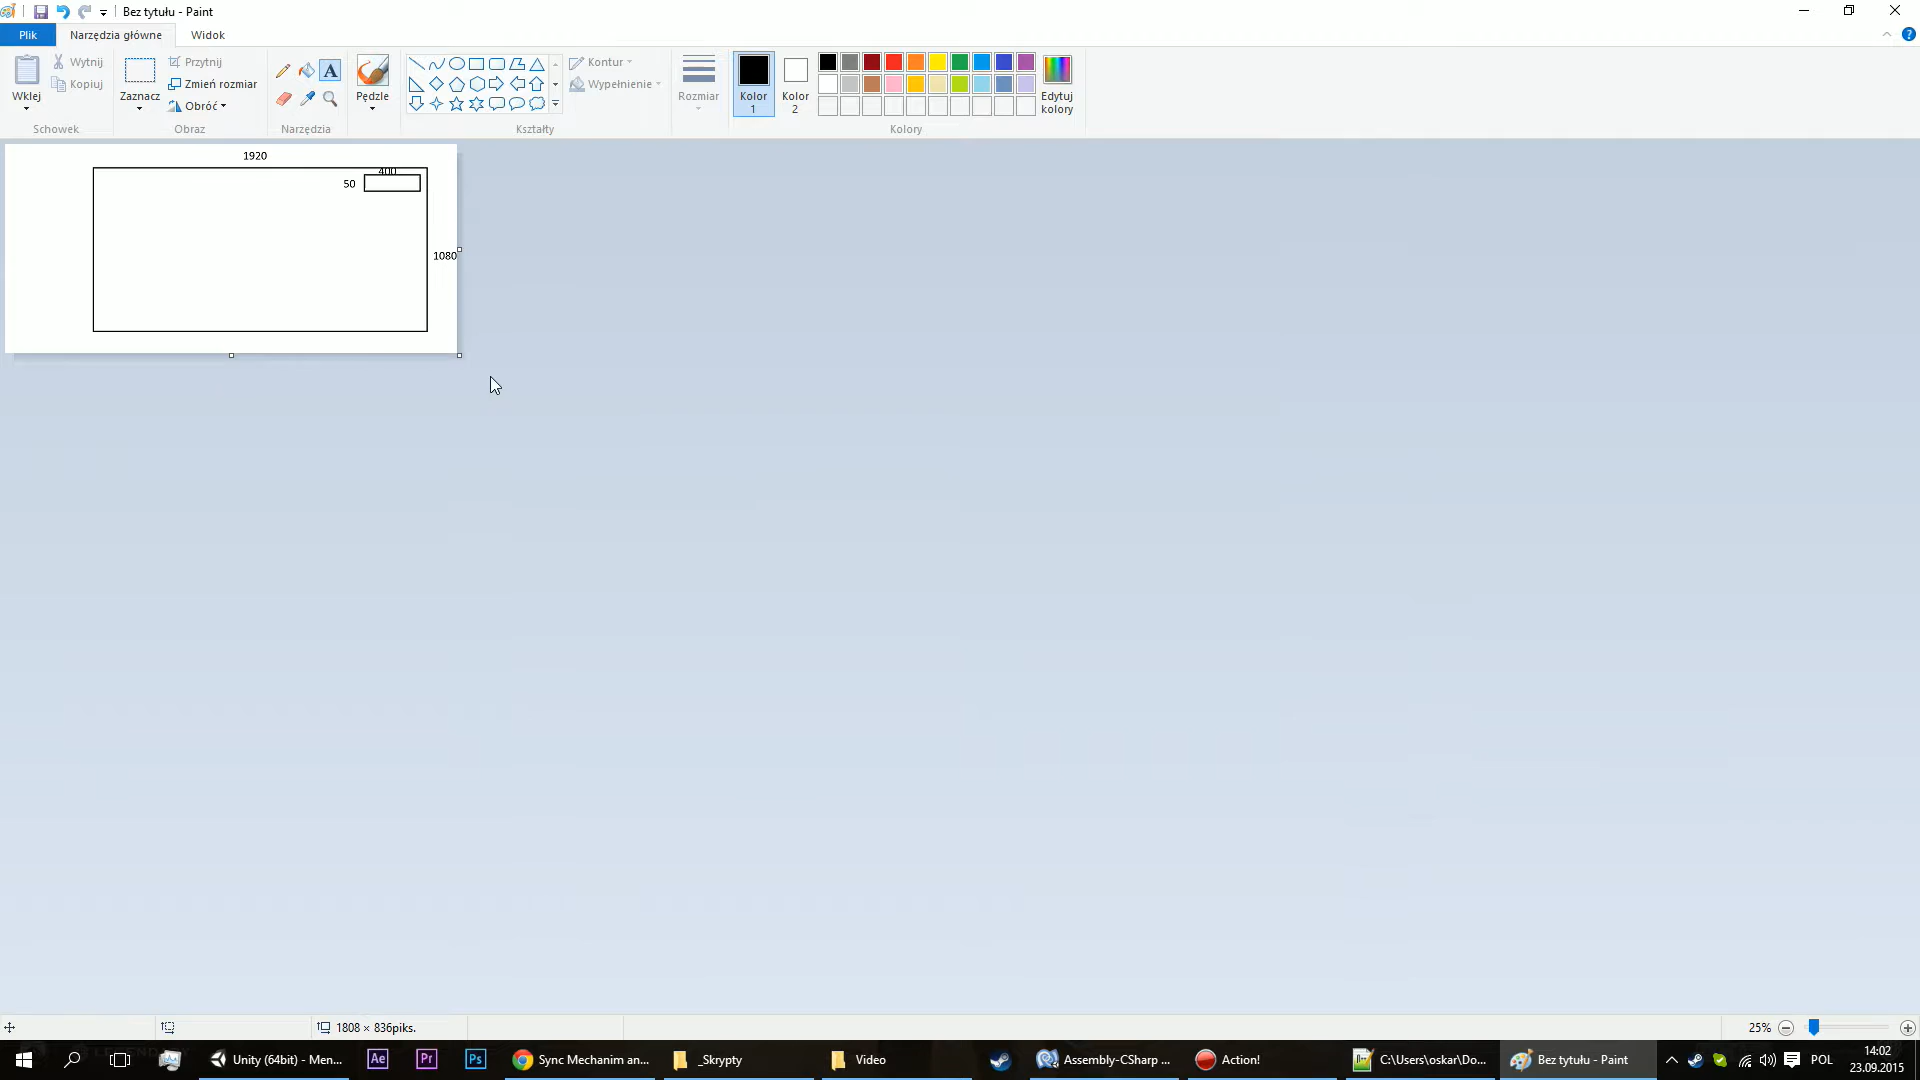 Bez tytułu - Paint
Plik Narzędzia główne Widok
Wklej
Wytnij
Kopiuj
Schowek
Zaznacz
Przytnij
Zmień rozmiar
Obróć
Obraz
A
Narzędzia
Pędzle
Kształty
Kontur
Wypełnienie
Rozmiar
Kolor
1
Kolor
2
Kolory
Edytuj
kolory
?
1920
400
50
1080
1808 × 836piks.
25%
Unity (64bit) - Men...
Ae
Pr
Ps
Sync Mechanim an...
_Skrypty
Video
Assembly-CSharp ...
Action!
C:\Users\oskar\Do...
Bez tytułu - Paint
POL
14:02
23.09.2015